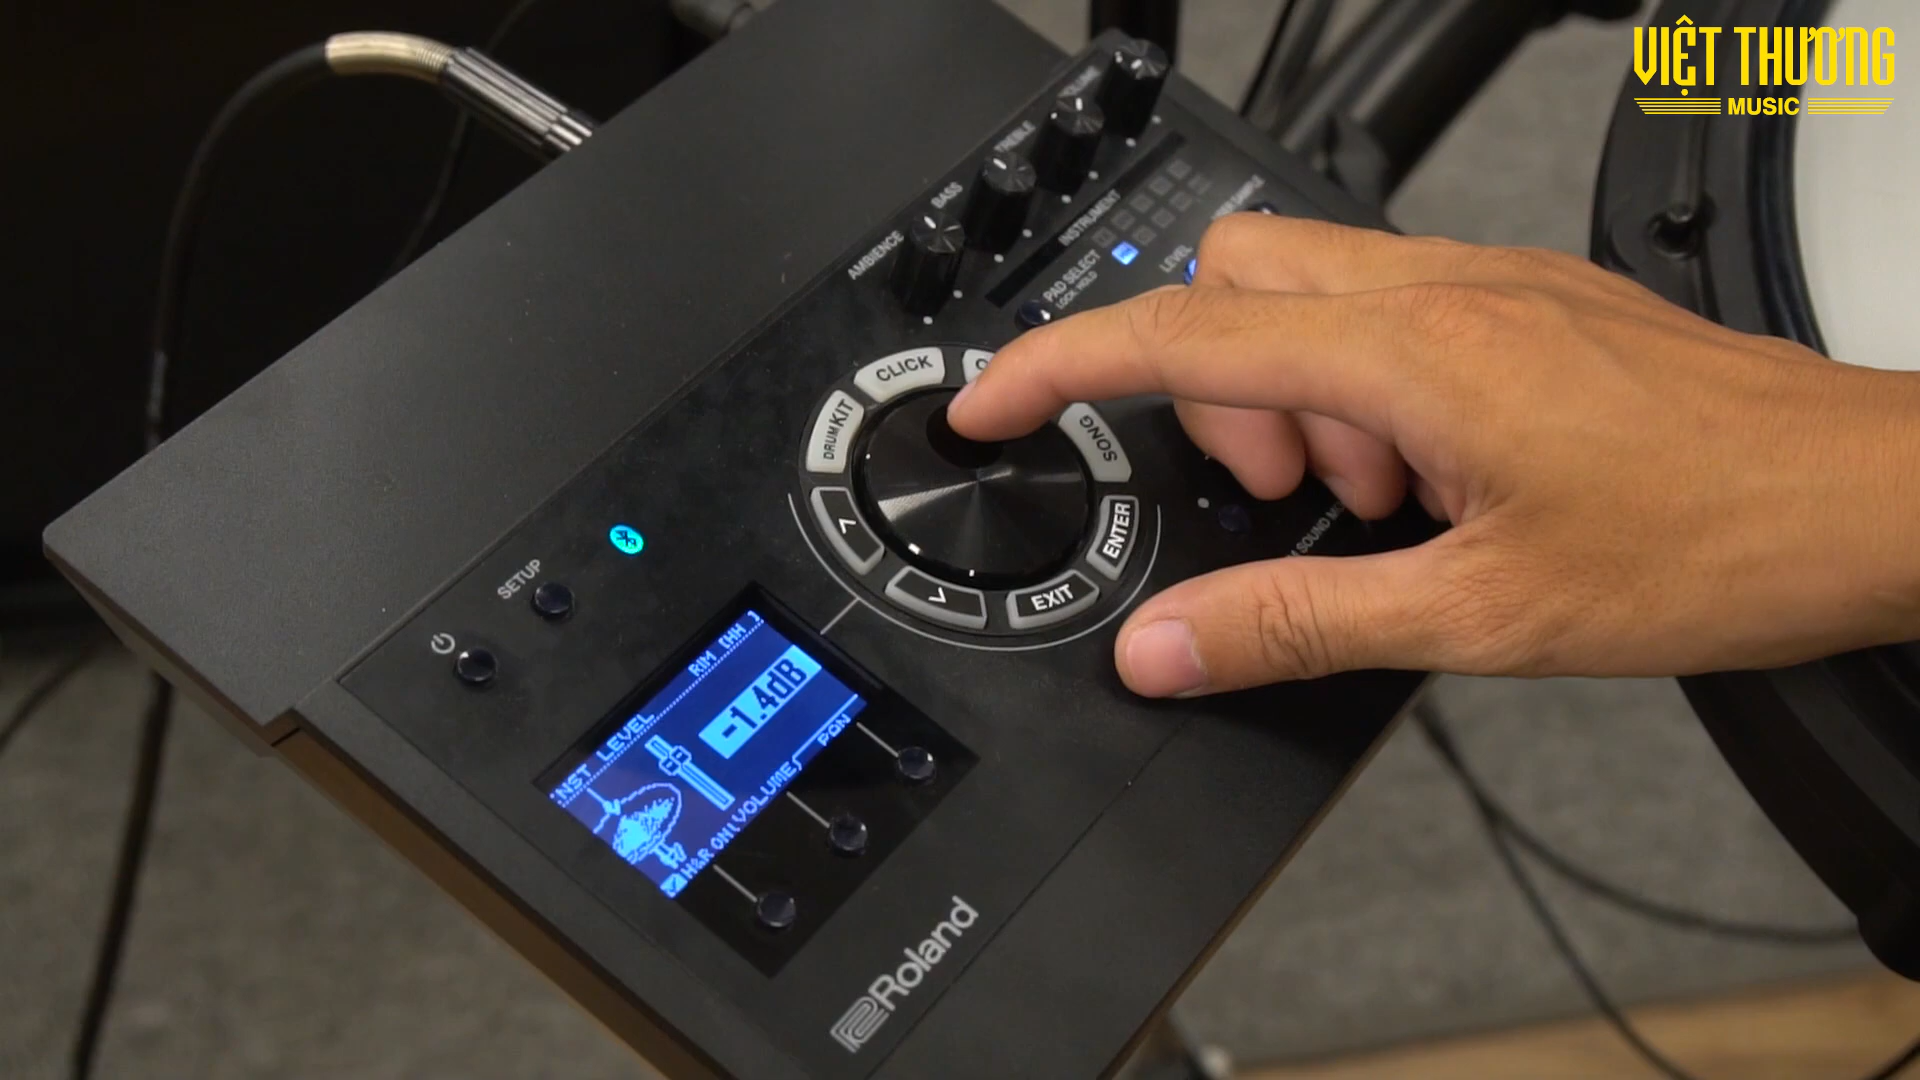 VIỆT THƯƠNG
MUSIC
TREBLE
BASS
AMBIENCE
INSTRUMENT
PAD SELECT
LOCK: HOLD
LEVEL
CLICK
DRUM KIT
SONG
ENTER
EXIT
SETUP
RIM [HH ]
INST LEVEL
-1.4dB
H&R ON VOLUME PAN
Roland